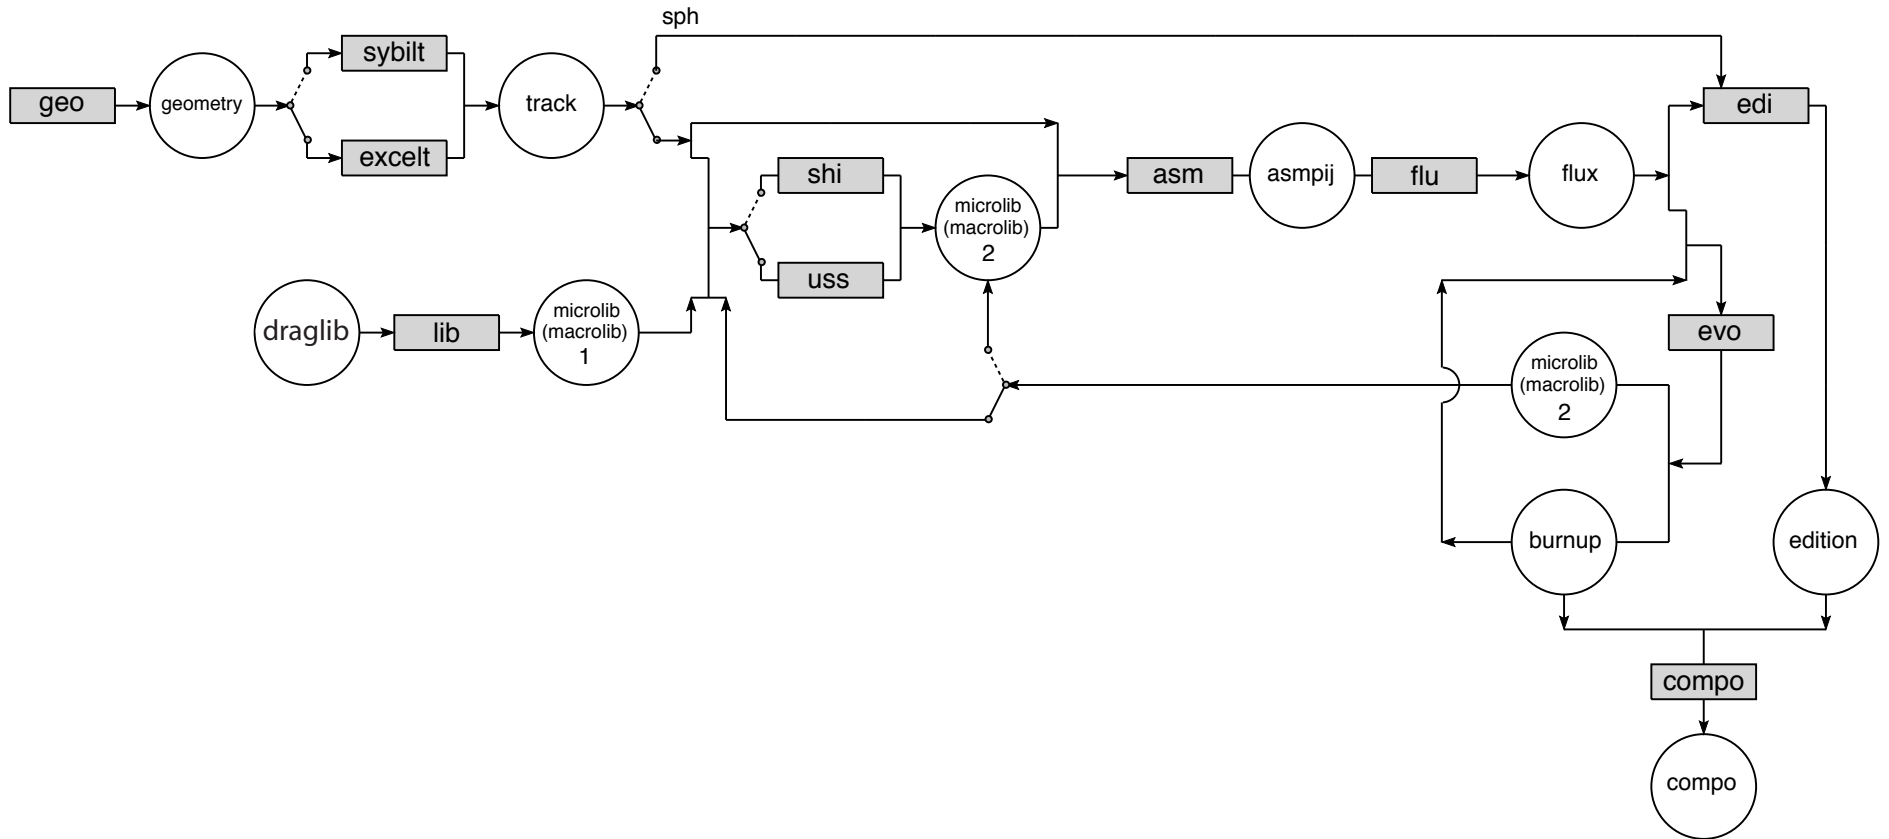 sph
sybilt
geo
geometry
track
edi
excelt
shi
asm
asmpij
flu
flux
microlib
(macrolib)
2
uss
draglib
lib
microlib
(macrolib)
1
evo
microlib
(macrolib)
2
burnup
edition
compo
compo